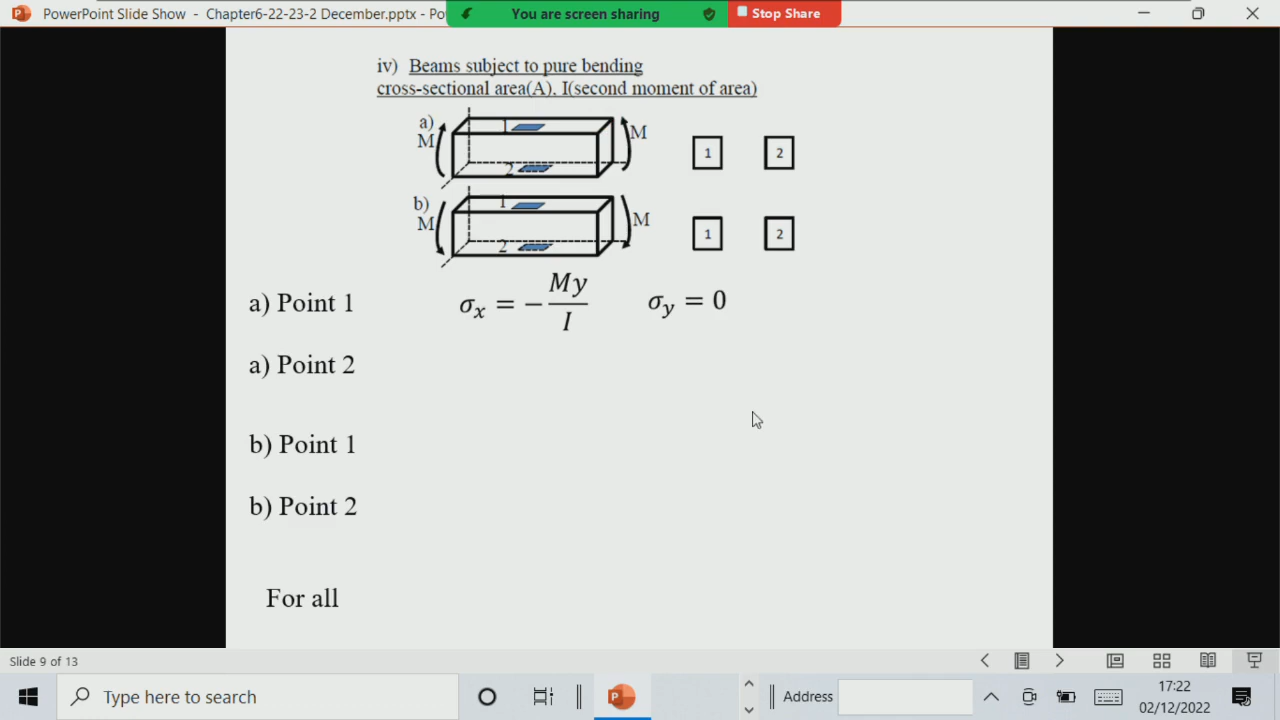 PowerPoint Slide Show - Chapter6-22-23-2 December.pptx - Po
You are screen sharing
Stop Share
iv) Beams subject to pure bending
cross-sectional area(A), I(second moment of area)
a)
M
1
2
M
1
2
b)
M
1
2
M
1
2
a) Point 1
σx = − My/I
σy = 0
a) Point 2
b) Point 1
b) Point 2
For all
Slide 9 of 13
Type here to search
Address
17:22
02/12/2022